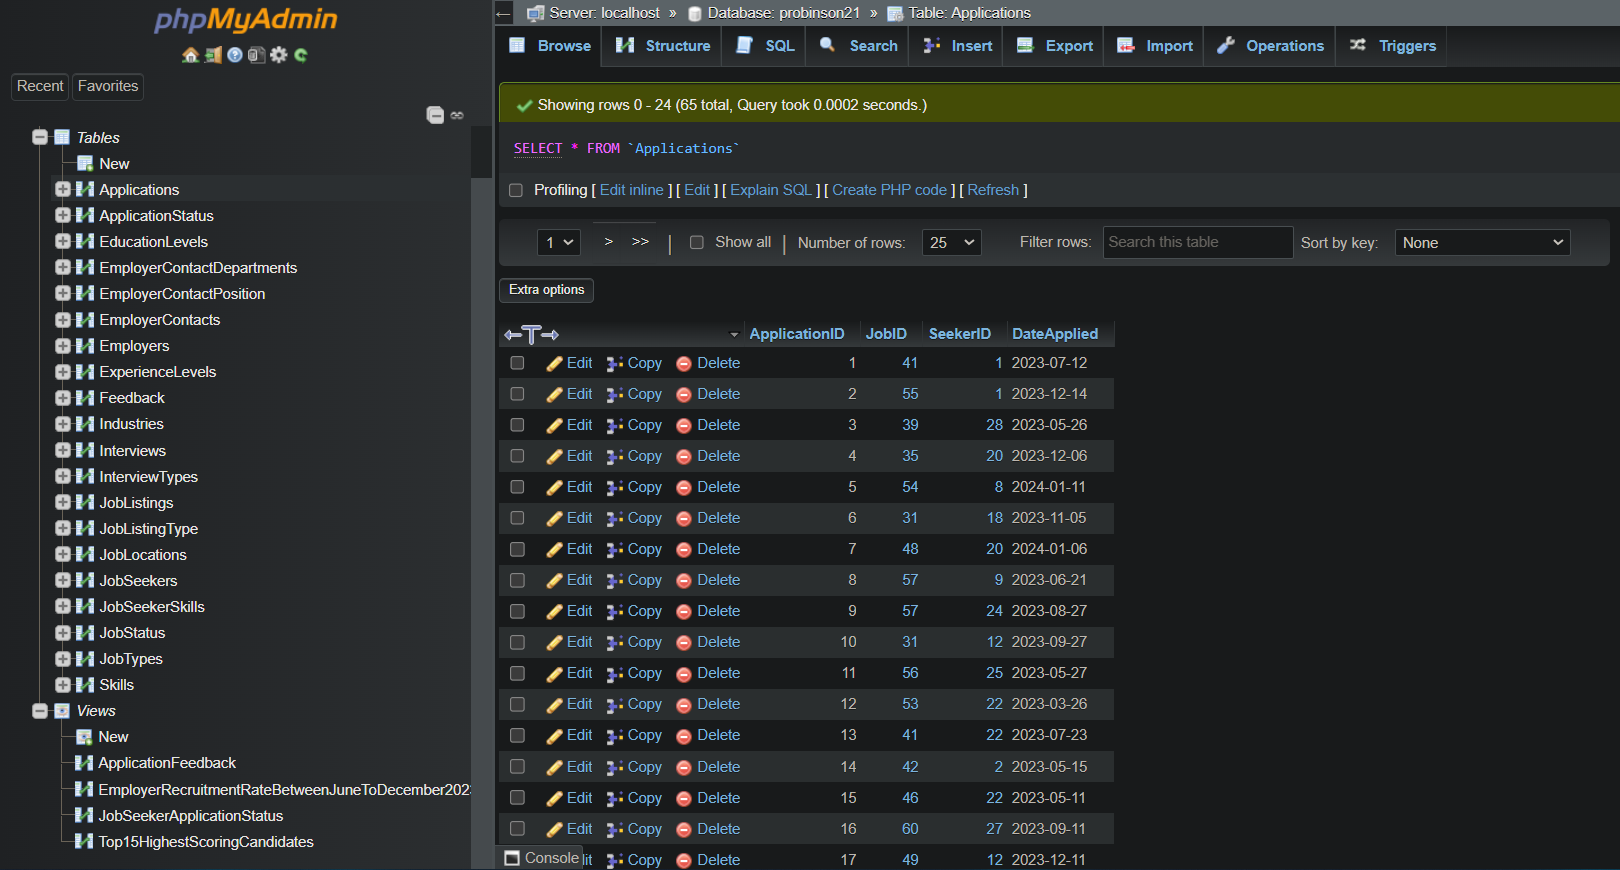 phpMyAdmin
Recent
Favorites
Tables
New
Applications
ApplicationStatus
EducationLevels
EmployerContactDepartments
EmployerContactPosition
EmployerContacts
Employers
ExperienceLevels
Feedback
Industries
Interviews
InterviewTypes
JobListings
JobListingType
JobLocations
JobSeekers
JobSeekerSkills
JobStatus
JobTypes
Skills
Views
New
ApplicationFeedback
EmployerRecruitmentRateBetweenJuneToDecember202
JobSeekerApplicationStatus
Top15HighestScoringCandidates
← Server: localhost » Database: probinson21 » Table: Applications
Browse Structure SQL Search Insert Export Import Operations Triggers
Showing rows 0 - 24 (65 total, Query took 0.0002 seconds.)
SELECT * FROM `Applications`
Profiling [ Edit inline ] [ Edit ] [ Explain SQL ] [ Create PHP code ] [ Refresh ]
1 > >> | Show all | Number of rows: 25 Filter rows: Search this table Sort by key: None
Extra options
←T→ ApplicationID JobID SeekerID DateApplied
Edit Copy Delete 1 41 1 2023-07-12
Edit Copy Delete 2 55 1 2023-12-14
Edit Copy Delete 3 39 28 2023-05-26
Edit Copy Delete 4 35 20 2023-12-06
Edit Copy Delete 5 54 8 2024-01-11
Edit Copy Delete 6 31 18 2023-11-05
Edit Copy Delete 7 48 20 2024-01-06
Edit Copy Delete 8 57 9 2023-06-21
Edit Copy Delete 9 57 24 2023-08-27
Edit Copy Delete 10 31 12 2023-09-27
Edit Copy Delete 11 56 25 2023-05-27
Edit Copy Delete 12 53 22 2023-03-26
Edit Copy Delete 13 41 22 2023-07-23
Edit Copy Delete 14 42 2 2023-05-15
Edit Copy Delete 15 46 22 2023-05-11
Edit Copy Delete 16 60 27 2023-09-11
Console
Copy Delete 17 49 12 2023-12-11